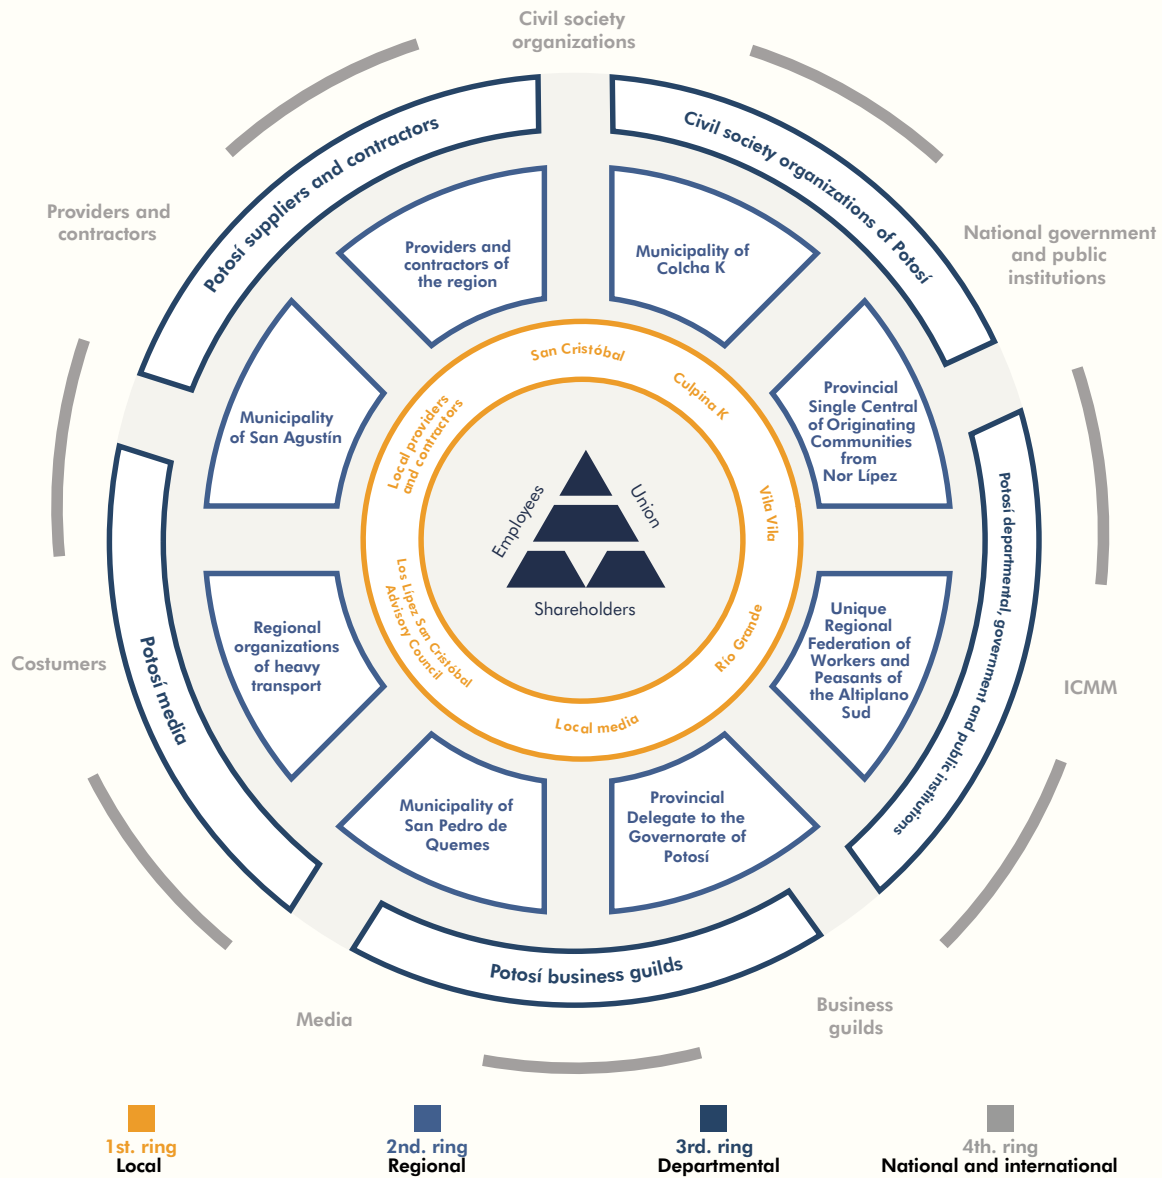 Civil society
organizations
Providers and
contractors
National government
and public
institutions
Costumers
ICMM
Media
Business
guilds
Potosí suppliers and contractors
Civil society organizations of Potosí
Potosí departmental, government and public institutions
Potosí business guilds
Potosí media
Providers and
contractors of
the region
Municipality of
Colcha K
Provincial
Single Central
of Originating
Communities
from
Nor Lípez
Unique
Regional
Federation of
Workers and
Peasants of
the Altiplano
Sud
Provincial
Delegate to the
Governorate of
Potosí
Municipality of
San Pedro de
Quemes
Regional
organizations
of heavy
transport
Municipality
of San Agustín
San Cristóbal
Culpina K
Vila Vila
Río Grande
Local media
Los Lípez San Cristóbal
Advisory Council
Local providers
and contractors
Employees
Union
Shareholders
1st. ring
Local
2nd. ring
Regional
3rd. ring
Departmental
4th. ring
National and international